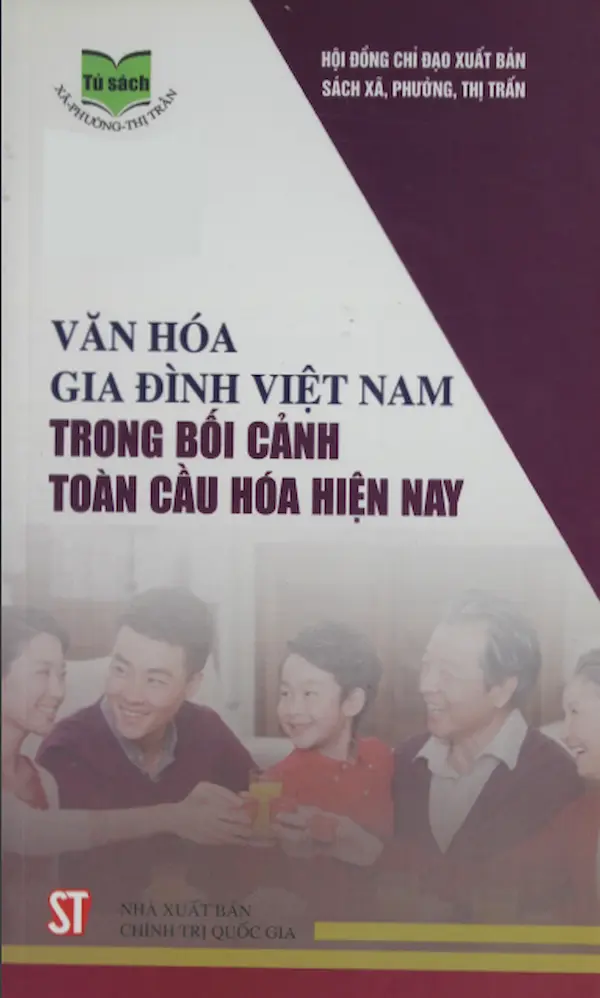 Tủ sách
XÃ-PHƯỜNG-THỊ TRẤN
HỘI ĐỒNG CHỈ ĐẠO XUẤT BẢN
SÁCH XÃ, PHƯỜNG, THỊ TRẤN
VĂN HÓA
GIA ĐÌNH VIỆT NAM
TRONG BỐI CẢNH
TOÀN CẦU HÓA HIỆN NAY
ST
NHÀ XUẤT BẢN
CHÍNH TRỊ QUỐC GIA